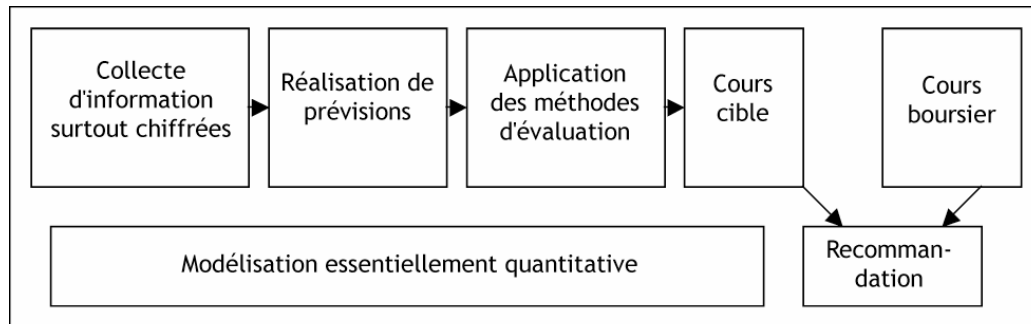 Collecte
d'information
surtout chiffrées
Réalisation de
prévisions
Application
des méthodes
d'évaluation
Cours
cible
Cours
boursier
Modélisation essentiellement quantitative
Recomman-
dation